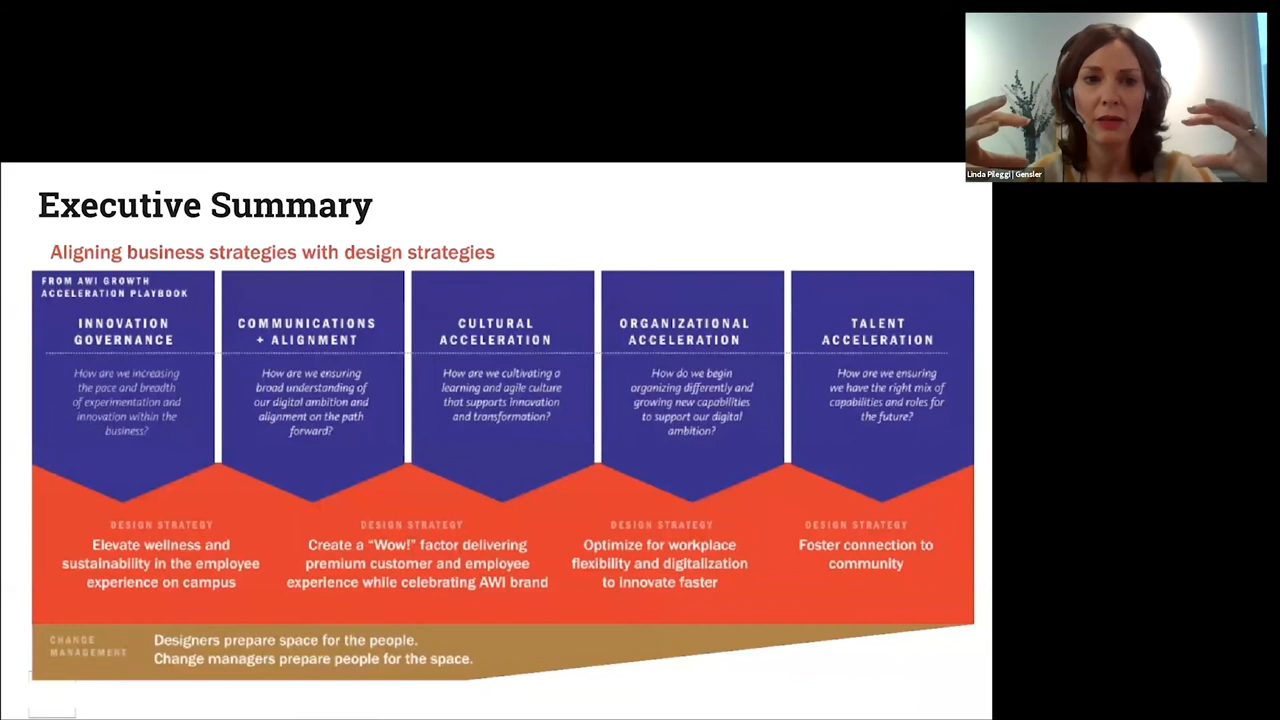 Linda Pileggi | Gensler
Executive Summary
Aligning business strategies with design strategies
FROM AWI GROWTH
ACCELERATION PLAYBOOK
INNOVATION
GOVERNANCE
How are we increasing
the pace and breadth
of experimentation and
innovation within the
business?
COMMUNICATIONS
+ ALIGNMENT
How are we ensuring
broad understanding of
our digital ambition and
alignment on the path
forward?
CULTURAL
ACCELERATION
How are we cultivating a
learning and agile culture
that supports innovation
and transformation?
ORGANIZATIONAL
ACCELERATION
How do we begin
organizing differently and
growing new capabilities
to support our digital
ambition?
TALENT
ACCELERATION
How are we ensuring
we have the right mix of
capabilities and roles for
the future?
DESIGN STRATEGY
Elevate wellness and
sustainability in the employee
experience on campus
DESIGN STRATEGY
Create a “Wow!” factor delivering
premium customer and employee
experience while celebrating AWI brand
DESIGN STRATEGY
Optimize for workplace
flexibility and digitalization
to innovate faster
DESIGN STRATEGY
Foster connection to
community
CHANGE
MANAGEMENT
Designers prepare space for the people.
Change managers prepare people for the space.